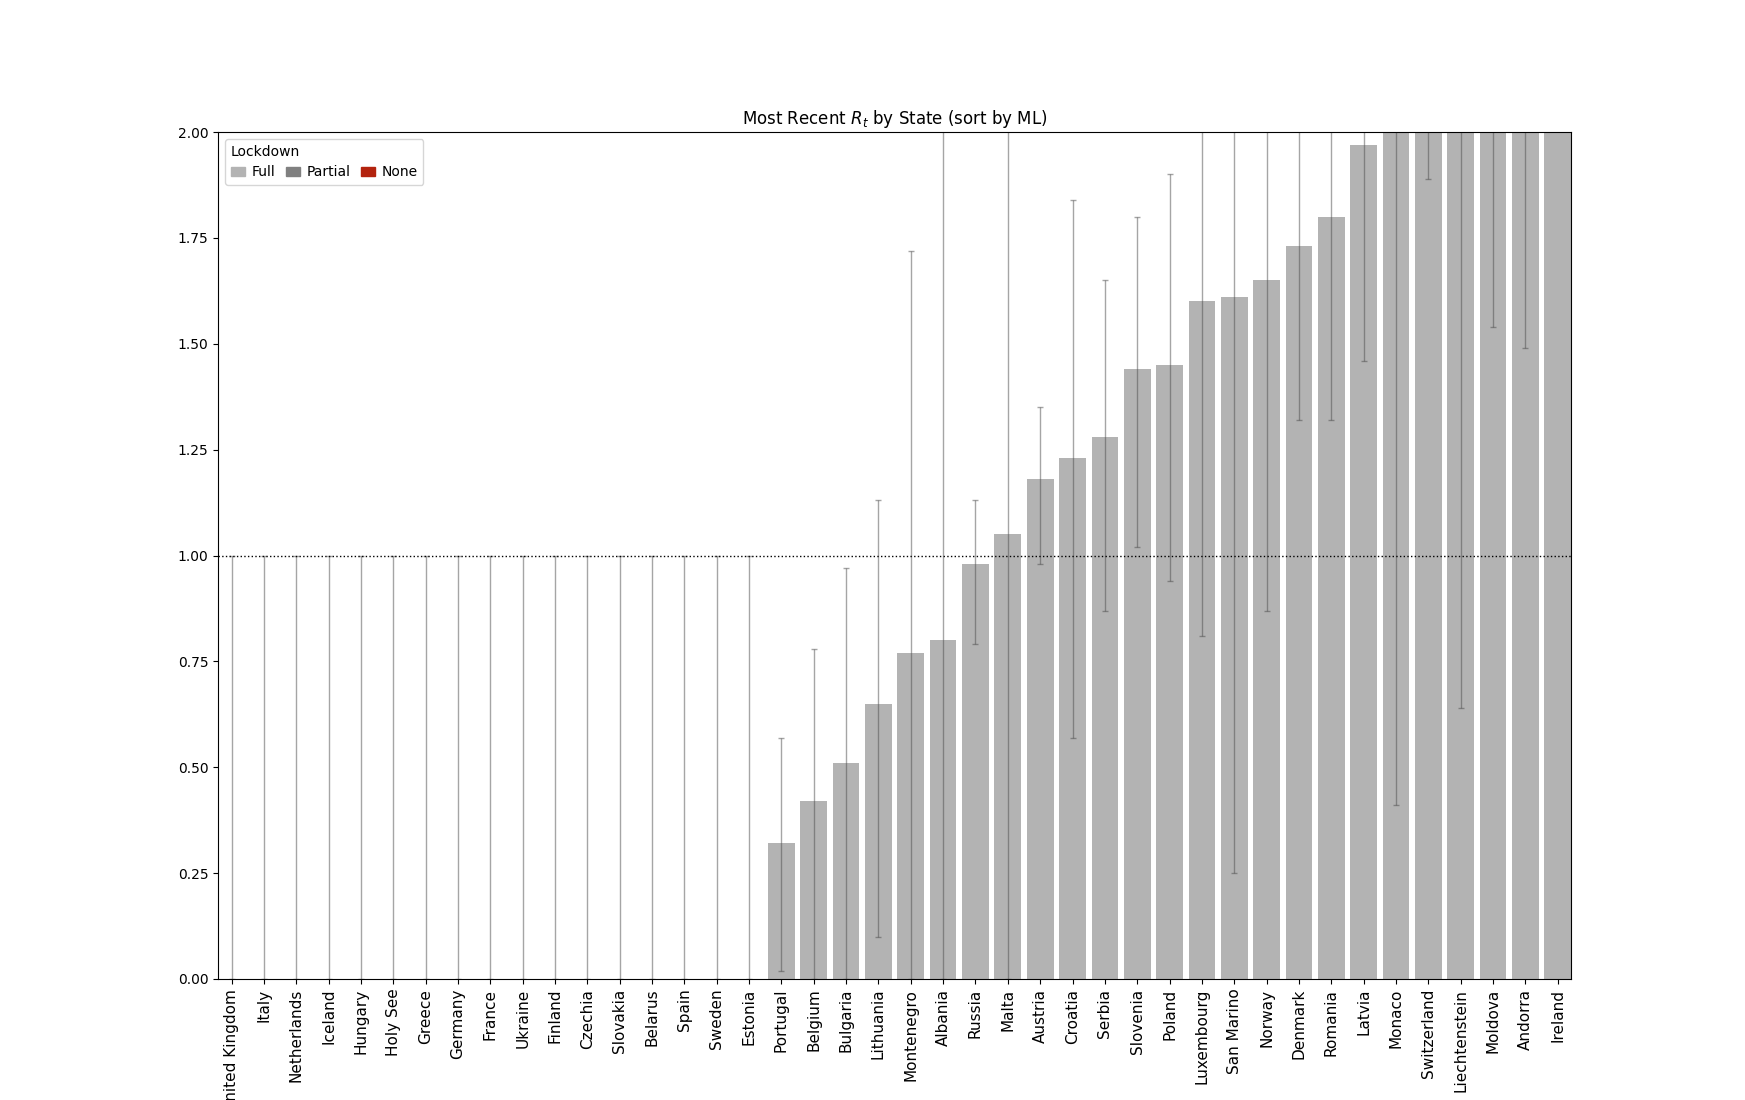 Most Recent Rt by State (sort by ML)
Lockdown
Full Partial None
2.00
1.75
1.50
1.25
1.00
0.75
0.50
0.25
0.00
nited Kingdom
Italy
Netherlands
Iceland
Hungary
Holy See
Greece
Germany
France
Ukraine
Finland
Czechia
Slovakia
Belarus
Spain
Sweden
Estonia
Portugal
Belgium
Bulgaria
Lithuania
Montenegro
Albania
Russia
Malta
Austria
Croatia
Serbia
Slovenia
Poland
Luxembourg
San Marino
Norway
Denmark
Romania
Latvia
Monaco
Switzerland
Liechtenstein
Moldova
Andorra
Ireland